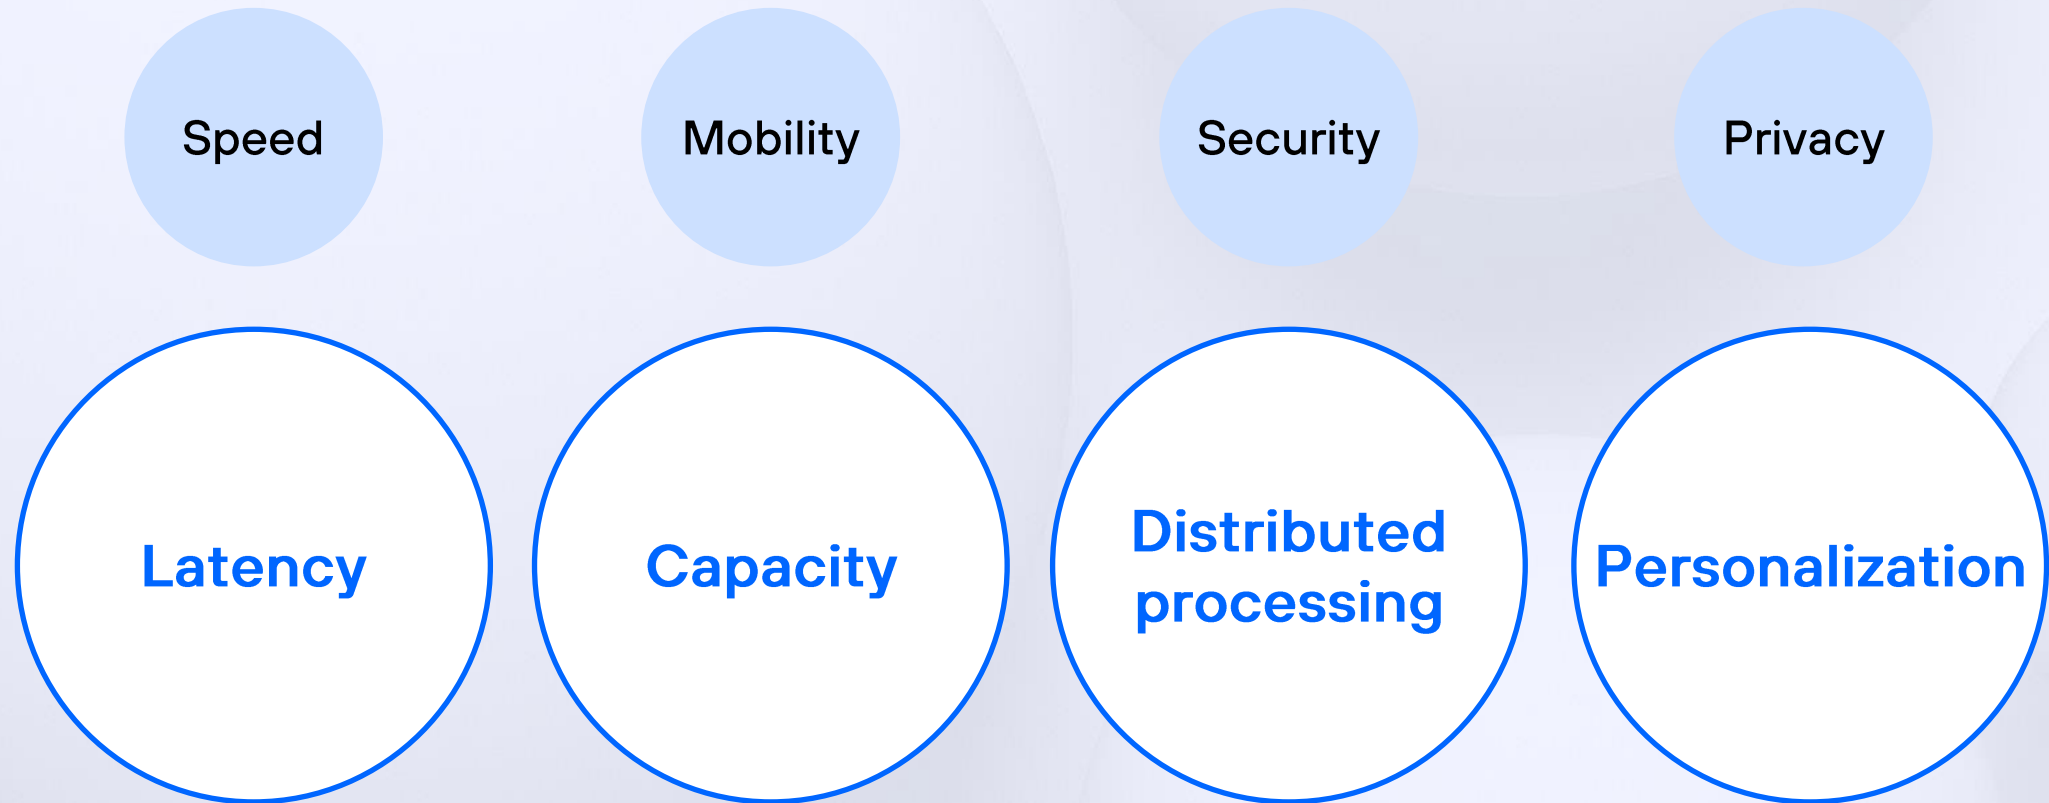 Speed
Mobility
Security
Privacy
Latency
Capacity
Distributed
processing
Personalization